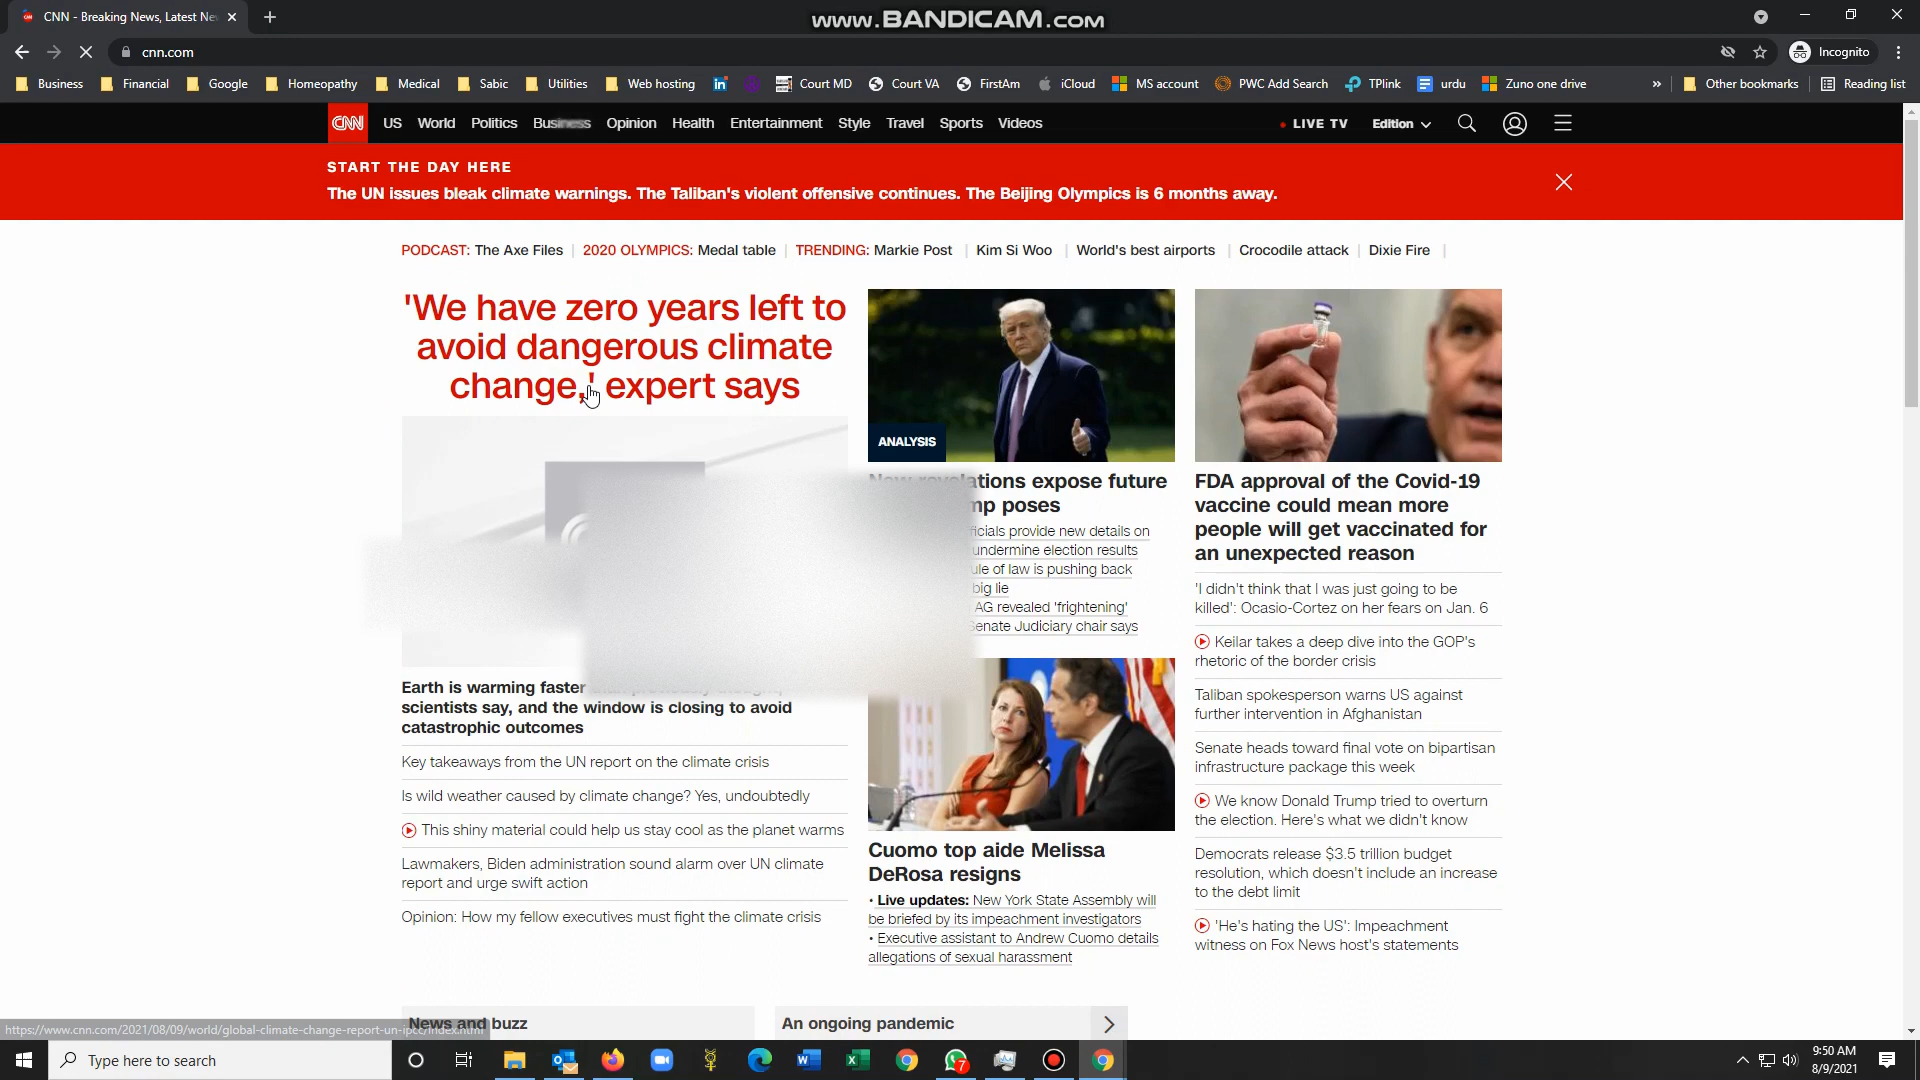 CNN - Breaking News, Latest Ne
www.BANDICAM.com
cnn.com
Incognito
Business
Financial
Google
Homeopathy
Medical
Sabic
Utilities
Web hosting
Court MD
Court VA
FirstAm
iCloud
MS account
PWC Add Search
TPlink
urdu
Zuno one drive
Other bookmarks
Reading list
CNN
US
World
Politics
Business
Opinion
Health
Entertainment
Style
Travel
Sports
Videos
LIVE TV
Edition
START THE DAY HERE
The UN issues bleak climate warnings. The Taliban's violent offensive continues. The Beijing Olympics is 6 months away.
PODCAST: The Axe Files
2020 OLYMPICS: Medal table
TRENDING: Markie Post
Kim Si Woo
World's best airports
Crocodile attack
Dixie Fire
'We have zero years left to
avoid dangerous climate
change,' expert says
Earth is warming faster
scientists say, and the window is closing to avoid
catastrophic outcomes
Key takeaways from the UN report on the climate crisis
Is wild weather caused by climate change? Yes, undoubtedly
This shiny material could help us stay cool as the planet warms
Lawmakers, Biden administration sound alarm over UN climate
report and urge swift action
Opinion: How my fellow executives must fight the climate crisis
ANALYSIS
expose future
poses
provide new details on
undermine election results
of law is pushing back
big lie
AG revealed 'frightening'
Senate Judiciary chair says
Cuomo top aide Melissa
DeRosa resigns
• Live updates: New York State Assembly will
be briefed by its impeachment investigators
• Executive assistant to Andrew Cuomo details
allegations of sexual harassment
FDA approval of the Covid-19
vaccine could mean more
people will get vaccinated for
an unexpected reason
'I didn't think that I was just going to be
killed': Ocasio-Cortez on her fears on Jan. 6
Keilar takes a deep dive into the GOP's
rhetoric of the border crisis
Taliban spokesperson warns US against
further intervention in Afghanistan
Senate heads toward final vote on bipartisan
infrastructure package this week
We know Donald Trump tried to overturn
the election. Here's what we didn't know
Democrats release $3.5 trillion budget
resolution, which doesn't include an increase
to the debt limit
'He's hating the US': Impeachment
witness on Fox News host's statements
News and buzz
An ongoing pandemic
https://www.cnn.com/2021/08/09/world/global-climate-change-report-un-ipcc/index.html
Type here to search
7
9:50 AM
8/9/2021